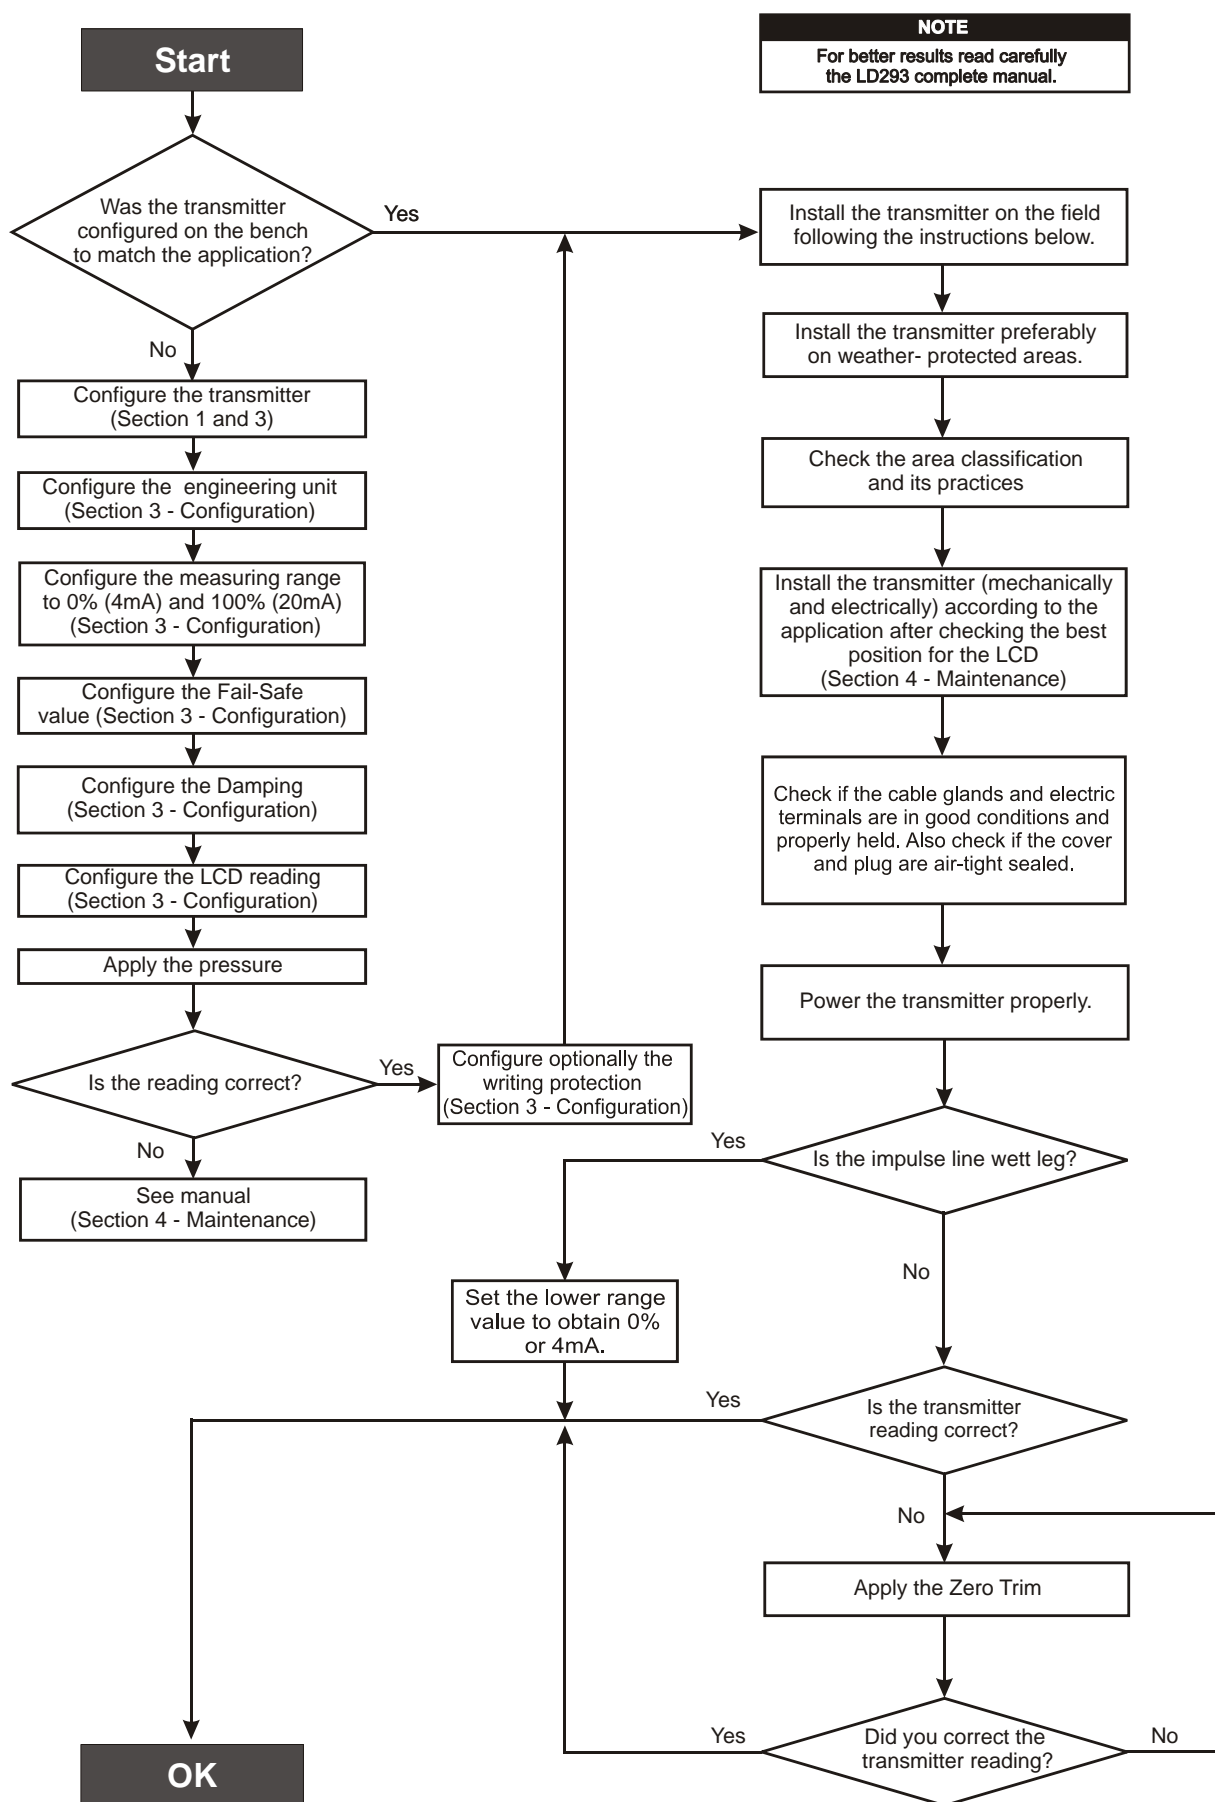 Start
NOTE
For better results read carefully
the LD293 complete manual.
Was the transmitter
configured on the bench
to match the application?
Yes
No
Configure the transmitter
(Section 1 and 3)
Configure the engineering unit
(Section 3 - Configuration)
Configure the measuring range
to 0% (4mA) and 100% (20mA)
(Section 3 - Configuration)
Configure the Fail-Safe
value (Section 3 - Configuration)
Configure the Damping
(Section 3 - Configuration)
Configure the LCD reading
(Section 3 - Configuration)
Apply the pressure
Is the reading correct?
Yes
No
Configure optionally the
writing protection
(Section 3 - Configuration)
See manual
(Section 4 - Maintenance)
Install the transmitter on the field
following the instructions below.
Install the transmitter preferably
on weather- protected areas.
Check the area classification
and its practices
Install the transmitter (mechanically
and electrically) according to the
application after checking the best
position for the LCD
(Section 4 - Maintenance)
Check if the cable glands and electric
terminals are in good conditions and
properly held. Also check if the cover
and plug are air-tight sealed.
Power the transmitter properly.
Is the impulse line wett leg?
Yes
No
Set the lower range
value to obtain 0%
or 4mA.
Is the transmitter
reading correct?
Yes
No
Apply the Zero Trim
Did you correct the
transmitter reading?
Yes
No
OK